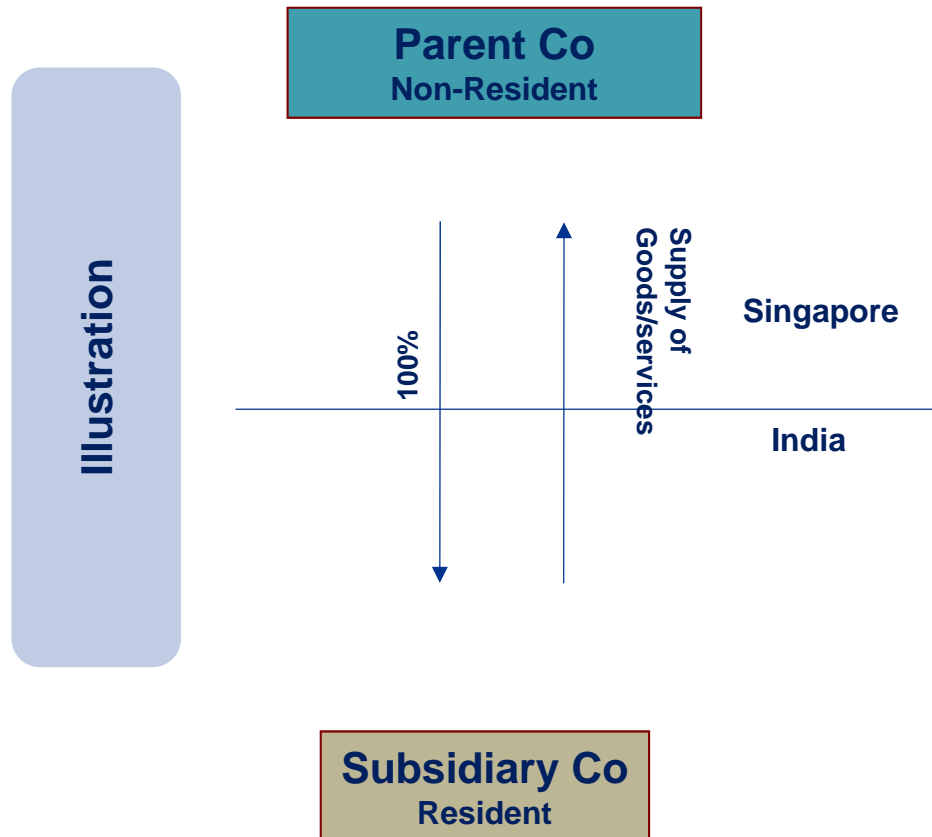 Parent Co
Non-Resident
Illustration
100%
Supply of
Goods/services
Singapore
India
Subsidiary Co
Resident